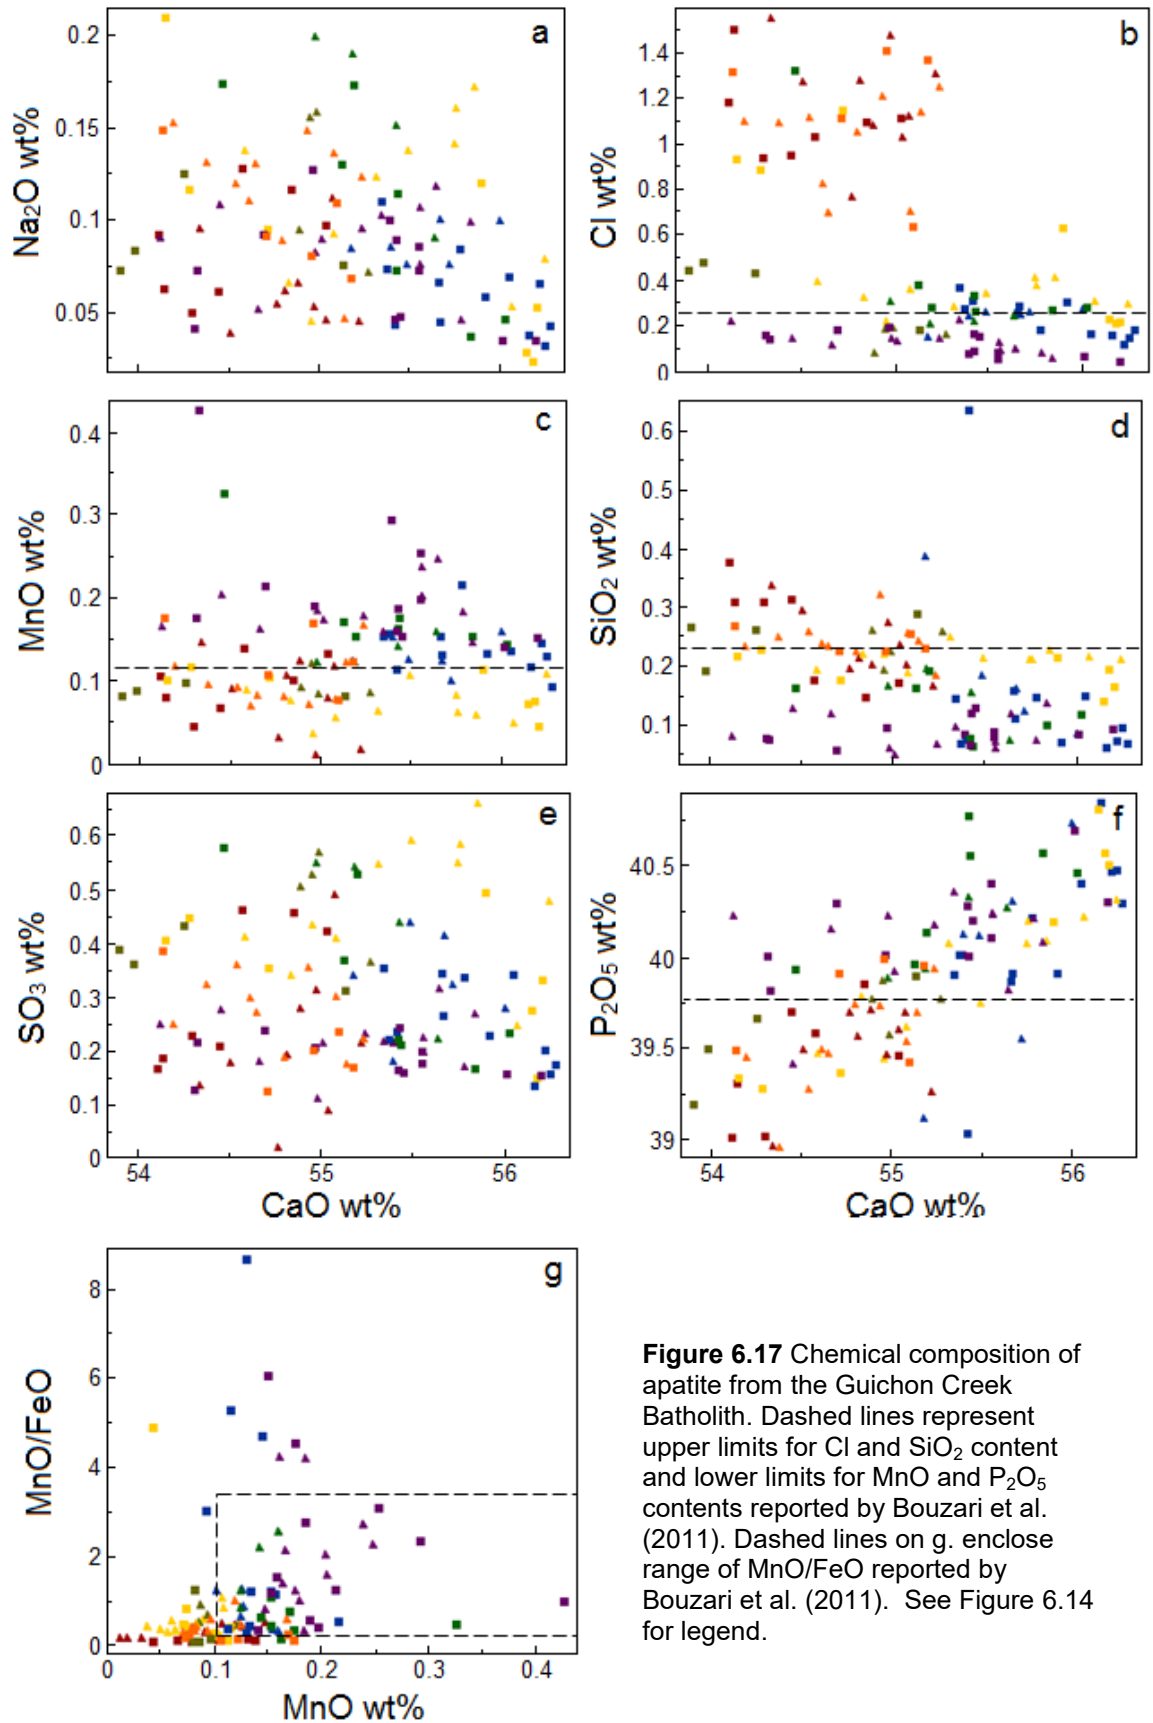 a
0.2
0.15
0.1
0.05
Na₂O wt%
b
1.4
1.2
1
0.8
0.6
0.4
0.2
0
Cl wt%
c
0.4
0.3
0.2
0.1
0
MnO wt%
d
0.6
0.5
0.4
0.3
0.2
0.1
SiO₂ wt%
e
0.6
0.5
0.4
0.3
0.2
0.1
0
SO₃ wt%
54 55 56
CaO wt%
f
40.5
40
39.5
39
P₂O₅ wt%
54 55 56
CaO wt%
g
8
6
4
2
0
MnO/FeO
0 0.1 0.2 0.3 0.4
MnO wt%
Figure 6.17 Chemical composition of
apatite from the Guichon Creek
Batholith. Dashed lines represent
upper limits for Cl and SiO₂ content
and lower limits for MnO and P₂O₅
contents reported by Bouzari et al.
(2011). Dashed lines on g. enclose
range of MnO/FeO reported by
Bouzari et al. (2011). See Figure 6.14
for legend.